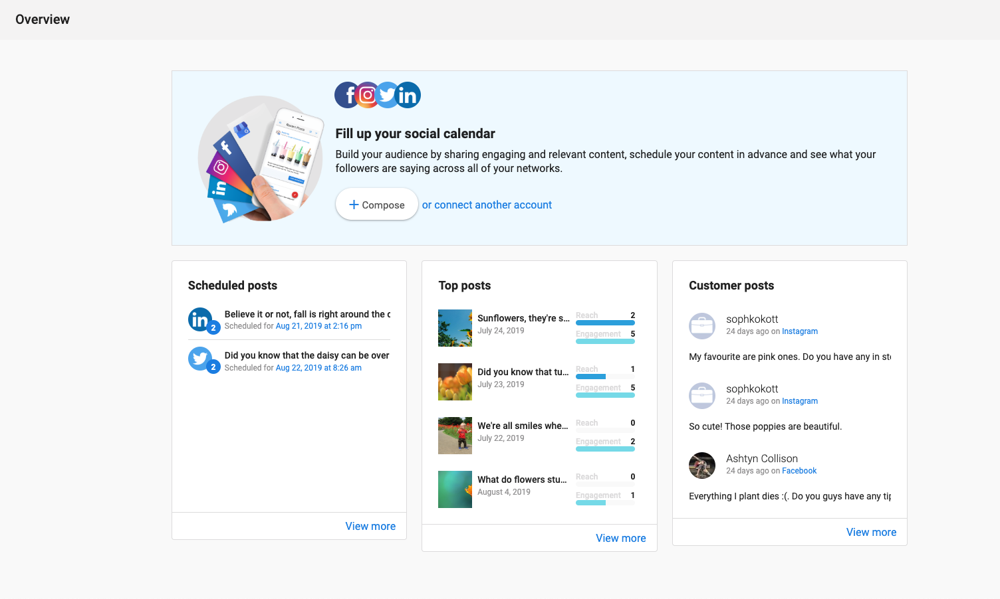 Overview
Fill up your social calendar
Build your audience by sharing engaging and relevant content, schedule your content in advance and see what your
followers are saying across all of your networks.
Compose
or connect another account
Scheduled posts
Believe it or not, fall is right around the
2
Scheduled for Aug 21, 2019 at 2:16 pm
Did you know that the daisy can be over
2
Scheduled for Aug 22, 2019 at 8:26 am
View more
Top posts
Sunflowers, they're s...
July 24, 2019
Reach 2
Engagement 5
Did you know that tu...
July 23, 2019
Reach 1
Engagement 5
We're all smiles whe...
July 22, 2019
Reach 0
Engagement 2
What do flowers stu...
August 4, 2019
Reach 0
Engagement 1
View more
Customer posts
sophkokott
24 days ago on Instagram
My favourite are pink ones. Do you have any in
sophkokott
24 days ago on Instagram
So cute! Those poppies are beautiful.
Ashtyn Collison
24 days ago on Facebook
Everything I plant dies :(. Do you guys have any
View more